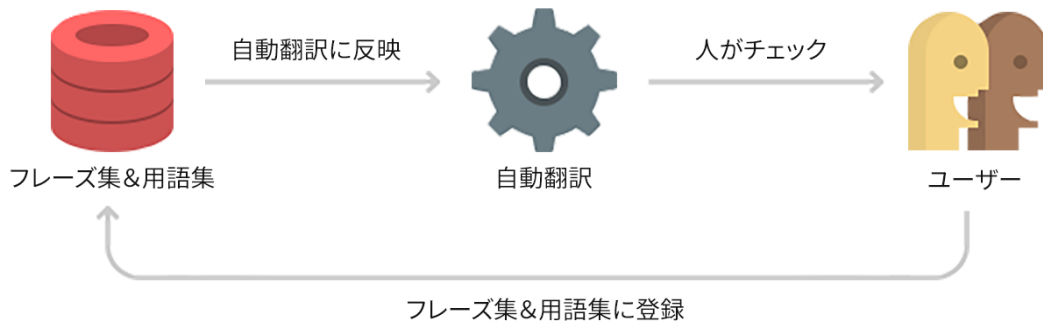 自動翻訳に反映
人がチェック
フレーズ集&用語集
自動翻訳
ユーザー
フレーズ集&用語集に登録